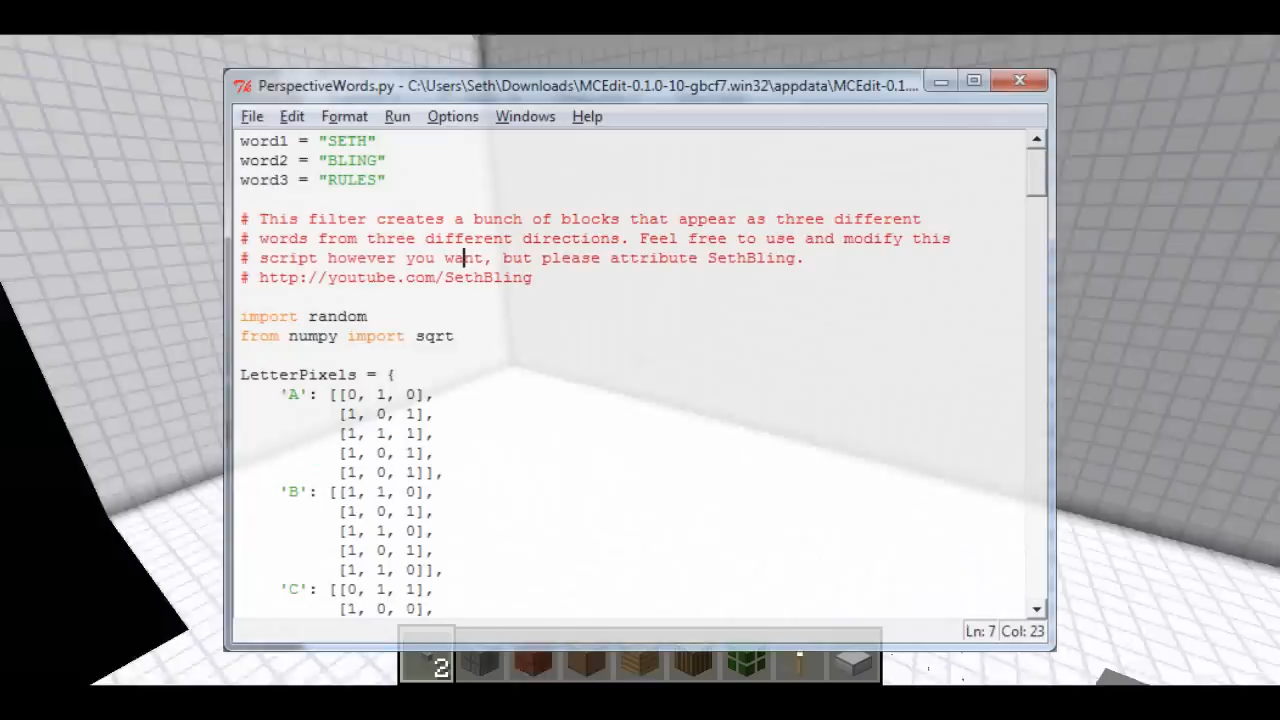 PerspectiveWords.py - C:\Users\Seth\Downloads\MCEdit-0.1.0-10-gbcf7.win32\appdata\MCEdit-0.1....
File Edit Format Run Options Windows Help
word1 = "SETH"
word2 = "BLING"
word3 = "RULES"
# This filter creates a bunch of blocks that appear as three different
# words from three different directions. Feel free to use and modify this
# script however you want, but please attribute SethBling.
# http://youtube.com/SethBling
import random
from numpy import sqrt
LetterPixels = {
'A': [[0, 1, 0],
[1, 0, 1],
[1, 1, 1],
[1, 0, 1],
[1, 0, 1]],
'B': [[1, 1, 0],
[1, 0, 1],
[1, 1, 0],
[1, 0, 1],
[1, 1, 0]],
'C': [[0, 1, 1],
[1, 0, 0],
Ln: 7 Col: 23
2